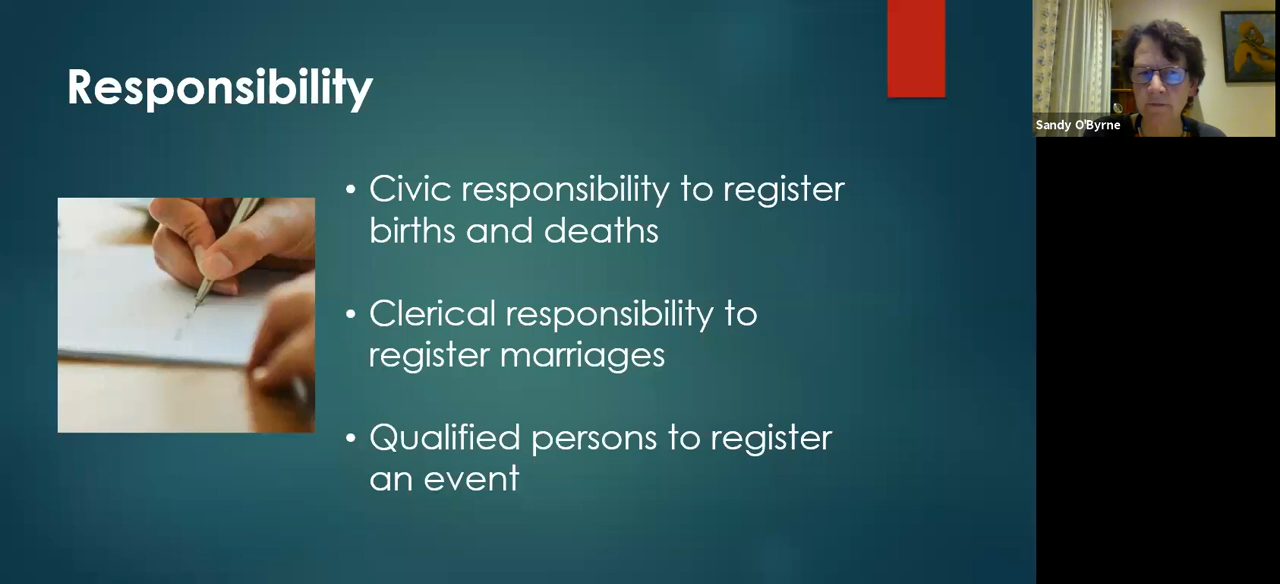 Responsibility
• Civic responsibility to register
births and deaths
• Clerical responsibility to
register marriages
• Qualified persons to register
an event
Sandy O'Byrne